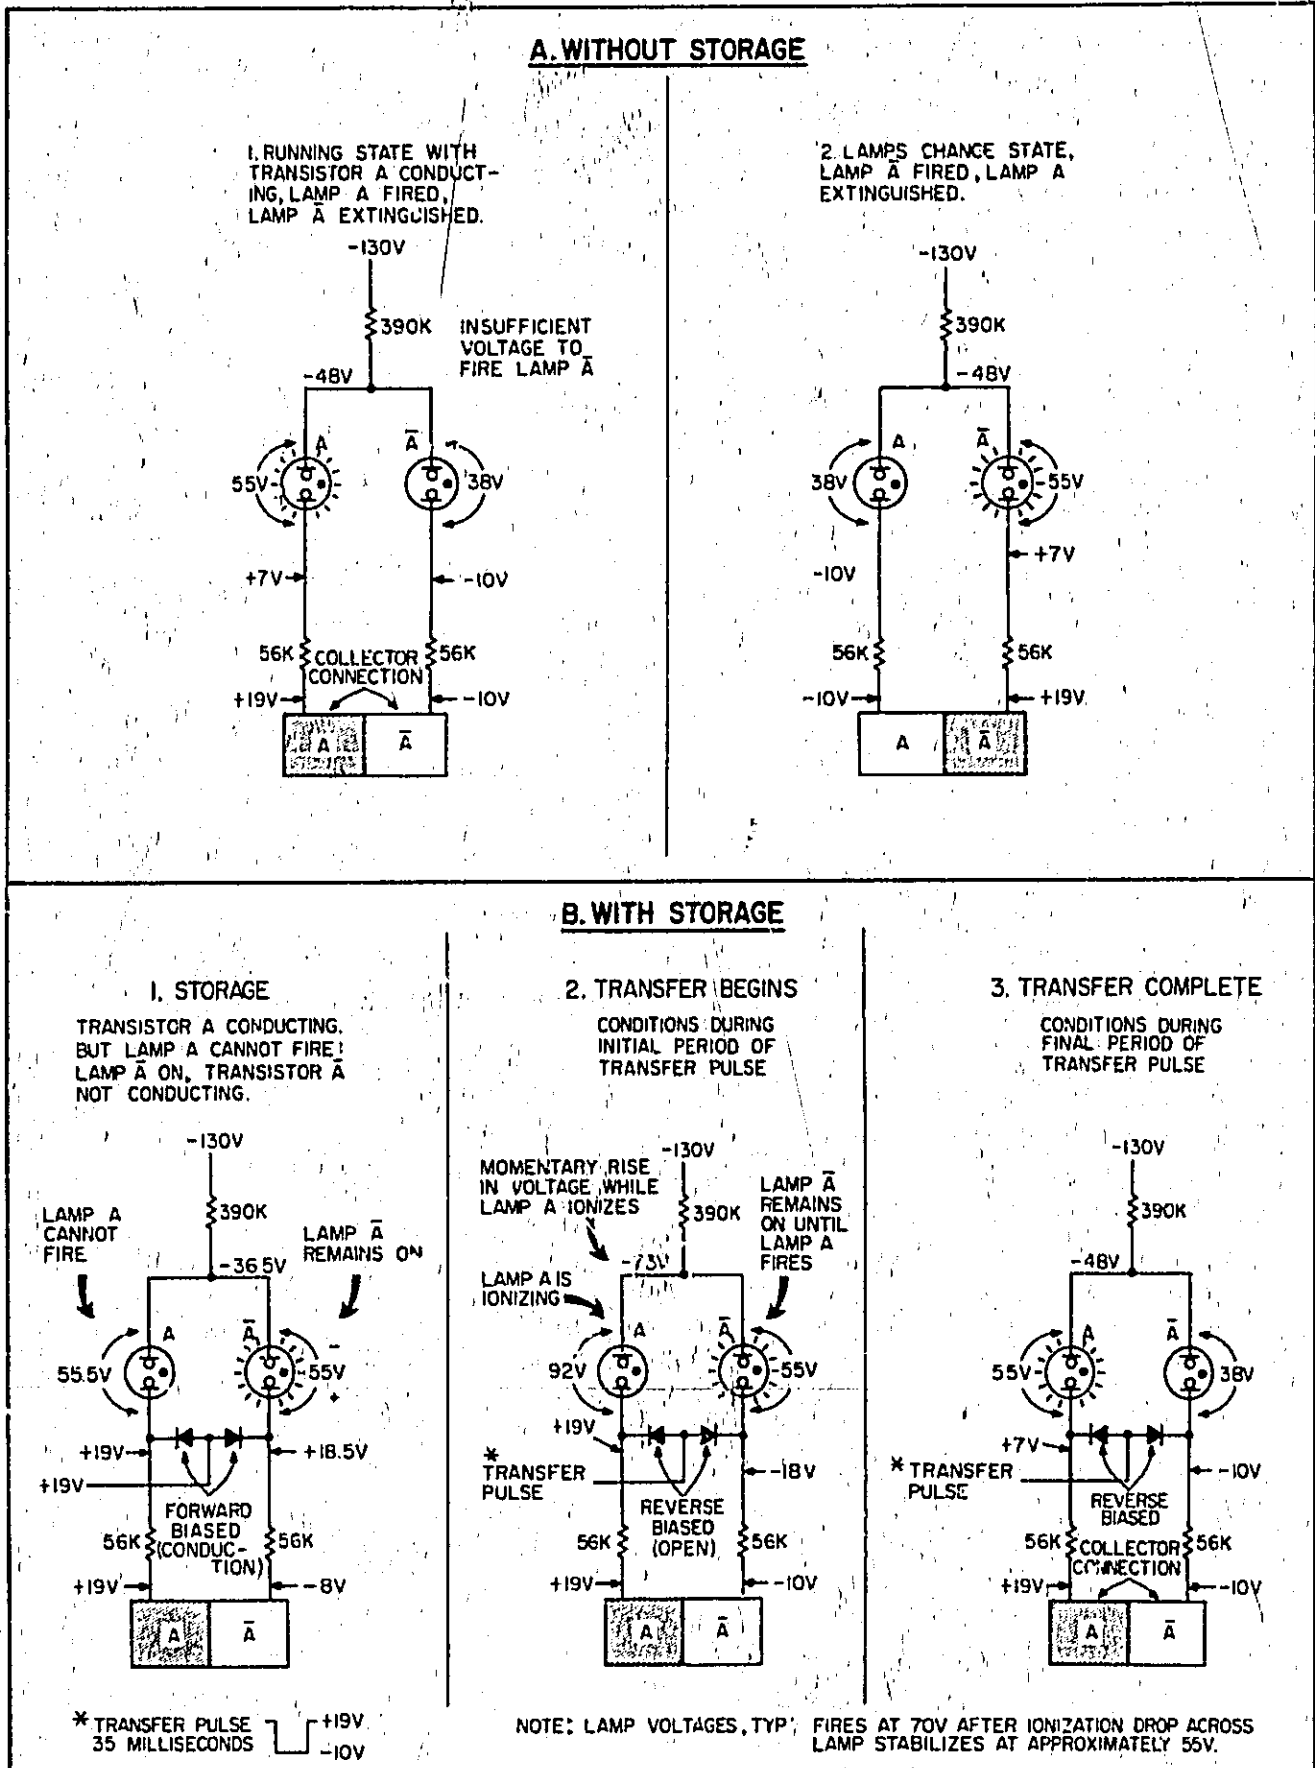 A. WITHOUT STORAGE
1. RUNNING STATE WITH
TRANSISTOR A CONDUCT-
ING, LAMP A FIRED,
LAMP Ā EXTINGUISHED.
-130V
390K
INSUFFICIENT
VOLTAGE TO
FIRE LAMP Ā
-48V
A
Ā
55V
38V
+7V
-10V
56K
COLLECTOR
CONNECTION
56K
+19V
-10V
A
Ā
2. LAMPS CHANCE STATE,
LAMP Ā FIRED, LAMP A
EXTINGUISHED.
-130V
390K
-48V
A
Ā
38V
55V
+7V
-10V
56K
56K
-10V
+19V
A
Ā
B. WITH STORAGE
1. STORAGE
TRANSISTOR A CONDUCTING.
BUT LAMP A CANNOT FIRE!
LAMP Ā ON, TRANSISTOR Ā
NOT CONDUCTING.
-130V
390K
LAMP A
CANNOT
FIRE
LAMP Ā
REMAINS ON
-36.5V
A
Ā
55.5V
55V
-
+
+19V
+18.5V
+19V
FORWARD
BIASED
(CONDUC-
TION)
56K
56K
+19V
-8V
A
Ā
* TRANSFER PULSE
35 MILLISECONDS
+19V
-10V
2. TRANSFER BEGINS
CONDITIONS DURING
INITIAL PERIOD OF
TRANSFER PULSE
-130V
MOMENTARY RISE
IN VOLTAGE WHILE
LAMP A IONIZES
390K
LAMP Ā
REMAINS
ON UNTIL
LAMP A
FIRES
-73V
LAMP A IS
IONIZING
A
Ā
92V
55V
+19V
* TRANSFER
PULSE
-18V
REVERSE
BIASED
(OPEN)
56K
56K
+19V
-10V
A
Ā
3. TRANSFER COMPLETE
CONDITIONS DURING
FINAL PERIOD OF
TRANSFER PULSE
-130V
390K
-48V
A
Ā
55V
38V
+7V
* TRANSFER
PULSE
-10V
REVERSE
BIASED
56K
COLLECTOR
CONNECTION
56K
+19V
-10V
A
Ā
NOTE: LAMP VOLTAGES, TYP; FIRES AT 70V AFTER IONIZATION DROP ACROSS
LAMP STABILIZES AT APPROXIMATELY 55V.